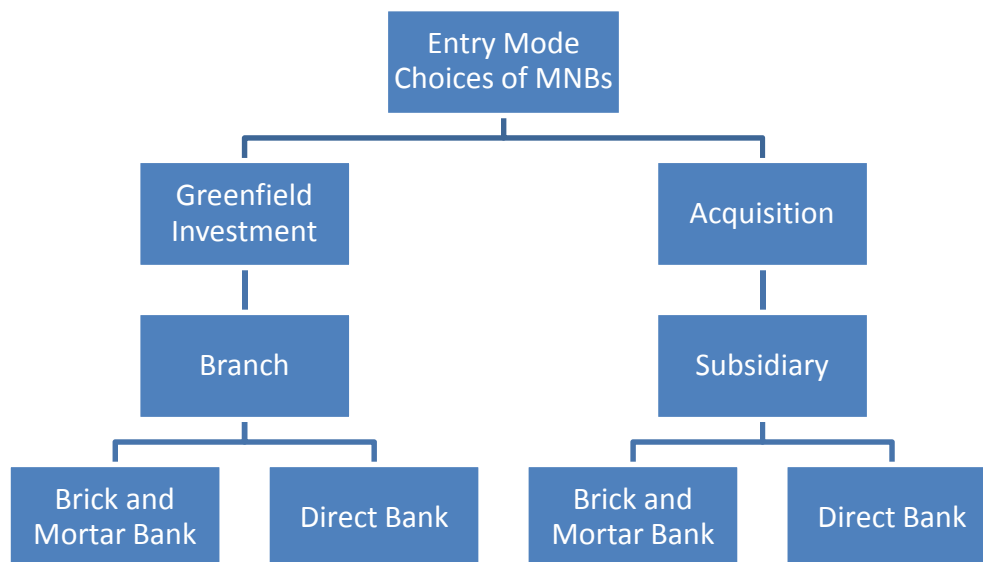 Entry Mode
Choices of MNBs
Greenfield
Investment
Acquisition
Branch
Subsidiary
Brick and
Mortar Bank
Direct Bank
Brick and
Mortar Bank
Direct Bank